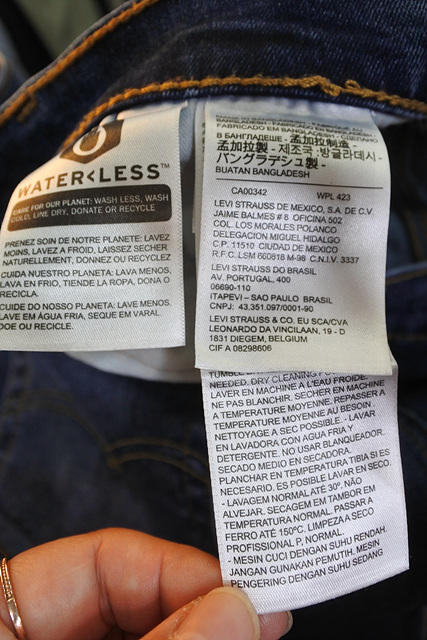 WATER<LESS™
CARE FOR OUR PLANET: WASH LESS, WASH
COLD, LINE DRY, DONATE OR RECYCLE
PRENEZ SOIN DE NOTRE PLANETE: LAVEZ
MOINS, LAVEZ A FROID, LAISSEZ SECHER
NATURELLEMENT, DONNEZ OU RECYCLEZ
CUIDA NUESTRO PLANETA: LAVA MENOS,
LAVA EN FRIO, TIENDE LA ROPA, DONA O
RECICLA.
CUIDE DO NOSSO PLANETA: LAVE MENOS.
LAVE EM ÁGUA FRIA, SEQUE EM VARAL.
DOE OU RECICLE.
FABRICADO EM BANGLADESH
В БАНГЛАДЕШЕ - 孟加拉制造 -
孟加拉製 - 제조국 :방글라데시 -
バングラデシュ製 -
BUATAN BANGLADESH
CA00342 WPL 423
LEVI STRAUSS DE MEXICO, S.A. DE C.V.
JAIME BALMES # 8 OFICINA 502
COL. LOS MORALES POLANCO
DELEGACION MIGUEL HIDALGO
C.P. 11510 CIUDAD DE MEXICO
R.F.C. LSM 660618 M-98 C.N.I.V. 3337
LEVI STRAUSS DO BRASIL
AV. PORTUGAL, 400
06690-110
ITAPEVI – SAO PAULO BRASIL
CNPJ: 43.351.097/0001-90
LEVI STRAUSS & CO. EU SCA/CVA
LEONARDO DA VINCILAAN, 19 - D
1831 DIEGEM, BELGIUM
CIF A 08298606
TUMBLE
NEEDED. DRY CLEANING
LAVER EN MACHINE A L'EAU FROIDE.
NE PAS BLANCHIR. SECHER EN MACHINE
A TEMPERATURE MOYENNE. REPASSER A
TEMPERATURE MOYENNE AU BESOIN.
NETTOYAGE A SEC POSSIBLE. - LAVAR
EN LAVADORA CON AGUA FRIA Y
DETERGENTE. NO USAR BLANQUEADOR.
SECADO MEDIO EN SECADORA.
PLANCHAR EN TEMPERATURA TIBIA SI ES
NECESARIO. ES POSIBLE LAVAR EN SECO.
- LAVAGEM NORMAL ATÉ 30º. NÃO
ALVEJAR. SECAGEM EM TAMBOR EM
TEMPERATURA NORMAL. PASSAR A
FERRO ATÉ 150ºC. LIMPEZA A SECO
PROFISSIONAL P, NORMAL.
- MESIN CUCI DENGAN SUHU RENDAH.
JANGAN GUNAKAN PEMUTIH. MESIN
PENGERING DENGAN SUHU SEDANG